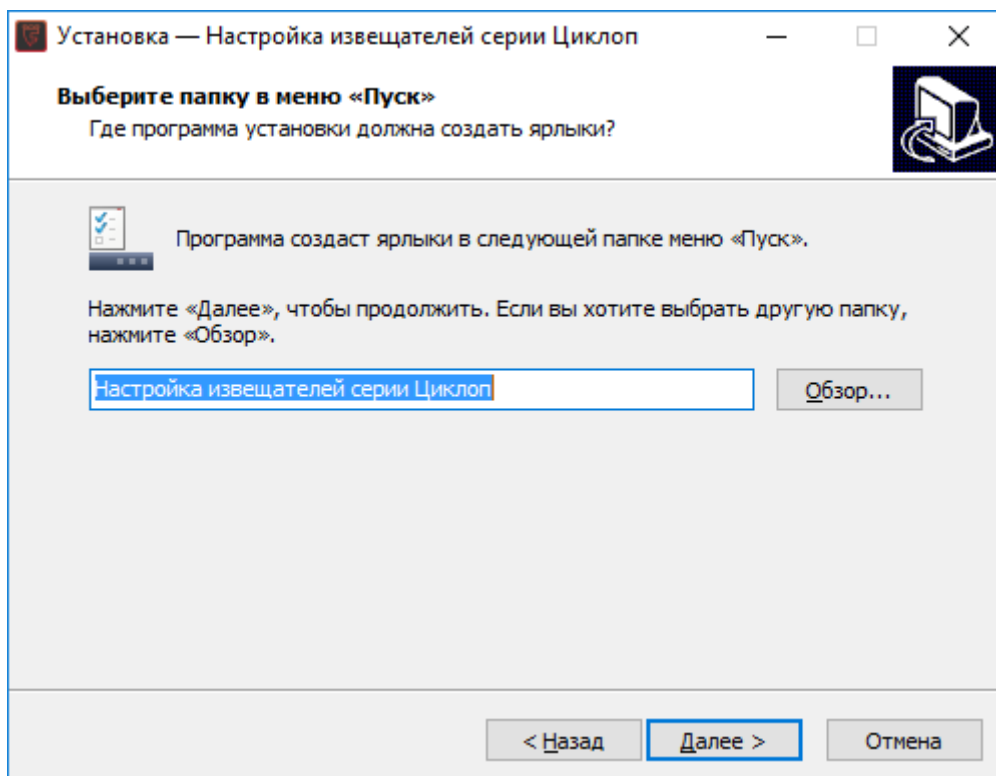 Установка — Настройка извещателей серии Циклоп
Выберите папку в меню «Пуск»
Где программа установки должна создать ярлыки?
Программа создаст ярлыки в следующей папке меню «Пуск».
Нажмите «Далее», чтобы продолжить. Если вы хотите выбрать другую папку,
нажмите «Обзор».
Настройка извещателей серии Циклоп
Обзор...
< Назад
Далее >
Отмена